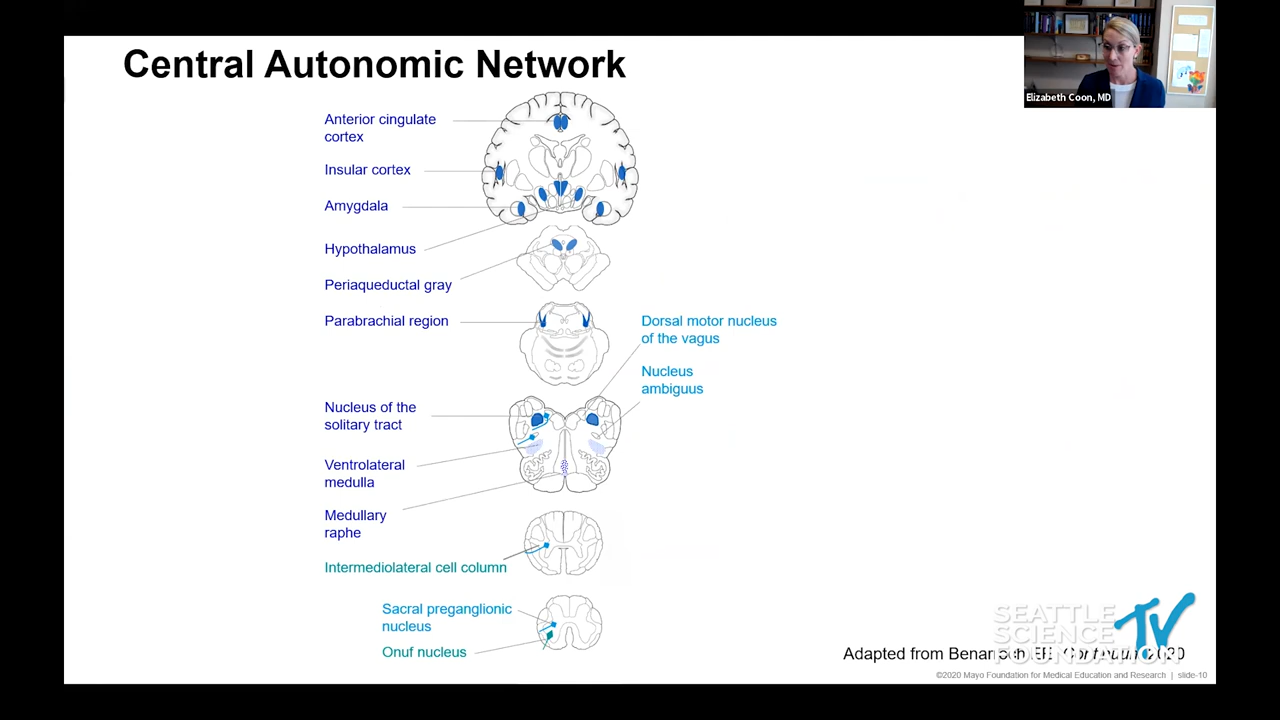 Central Autonomic Network
Elizabeth Coon, MD
Anterior cingulate
cortex
Insular cortex
Amygdala
Hypothalamus
Periaqueductal gray
Parabrachial region
Dorsal motor nucleus
of the vagus
Nucleus
ambiguus
Nucleus of the
solitary tract
Ventrolateral
medulla
Medullary
raphe
Intermediolateral cell column
Sacral preganglionic
nucleus
Onuf nucleus
SEATTLE
SCIENCE
FOUNDATION
TV
Adapted from Benarroch EE. Continuum 2020
©2020 Mayo Foundation for Medical Education and Research | slide-10